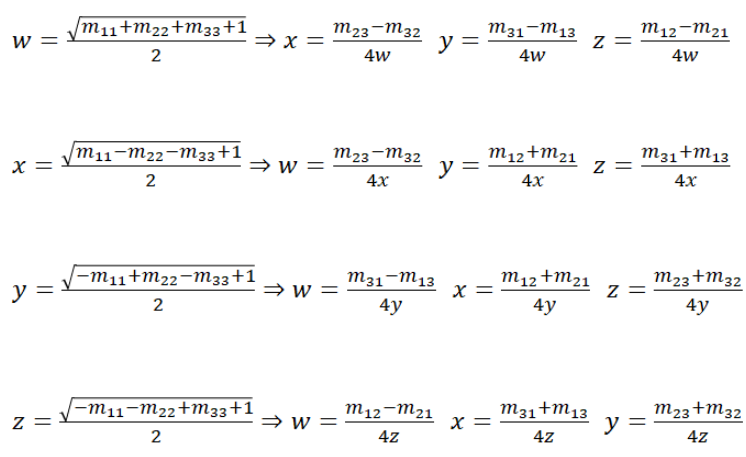 w = √(m₁₁+m₂₂+m₃₃+1)/2 ⇒ x = (m₂₃−m₃₂)/4w y = (m₃₁−m₁₃)/4w z = (m₁₂−m₂₁)/4w
x = √(m₁₁−m₂₂−m₃₃+1)/2 ⇒ w = (m₂₃−m₃₂)/4x y = (m₁₂+m₂₁)/4x z = (m₃₁+m₁₃)/4x
y = √(−m₁₁+m₂₂−m₃₃+1)/2 ⇒ w = (m₃₁−m₁₃)/4y x = (m₁₂+m₂₁)/4y z = (m₂₃+m₃₂)/4y
z = √(−m₁₁−m₂₂+m₃₃+1)/2 ⇒ w = (m₁₂−m₂₁)/4z x = (m₃₁+m₁₃)/4z y = (m₂₃+m₃₂)/4z